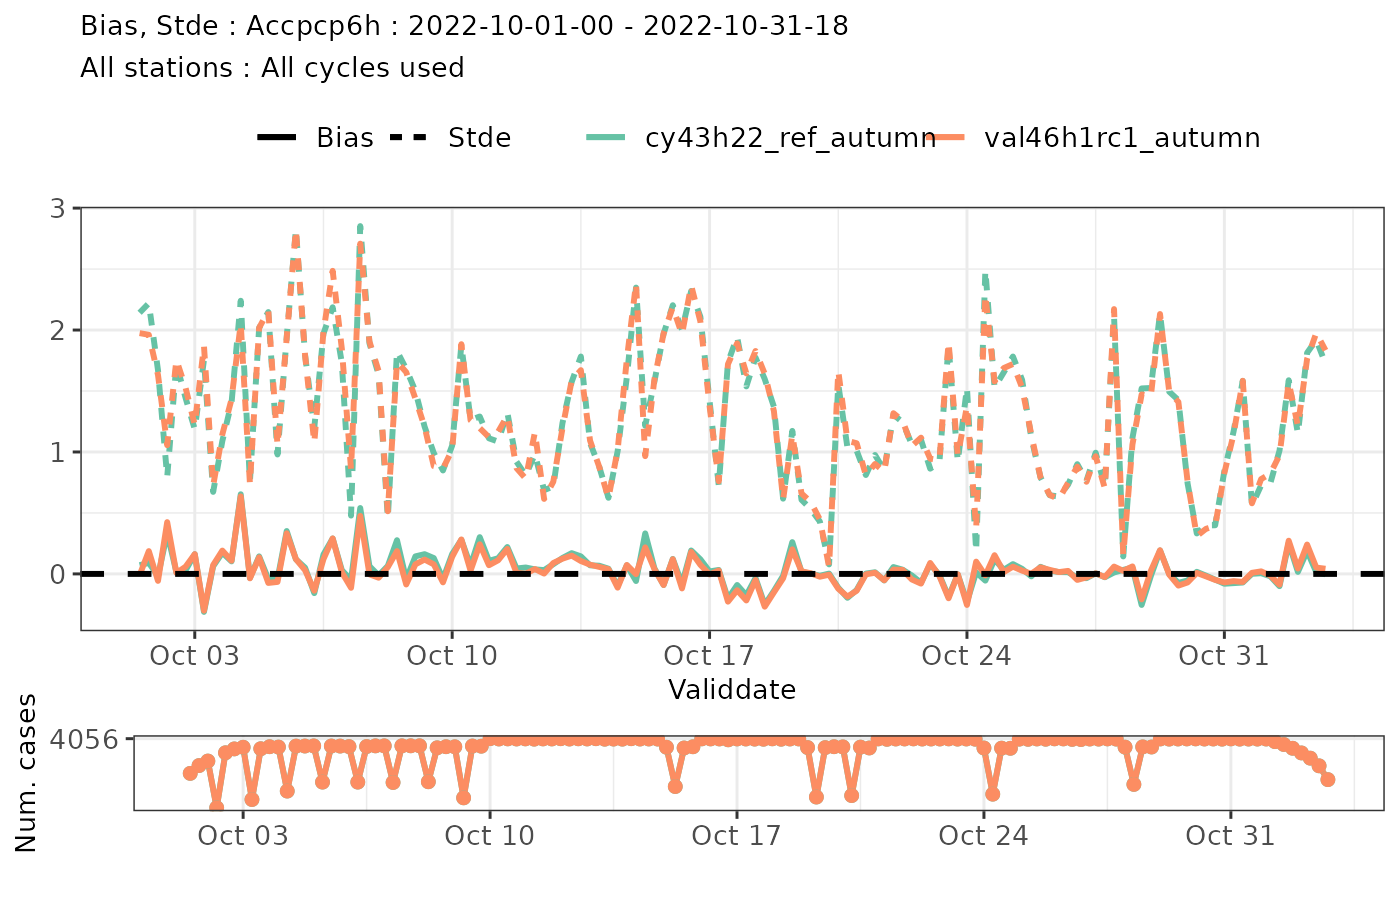 Bias, Stde : Accpcp6h : 2022-10-01-00 - 2022-10-31-18
All stations : All cycles used
Bias Stde cy43h22_ref_autumn val46h1rc1_autumn
3
2
1
0
Oct 03 Oct 10 Oct 17 Oct 24 Oct 31
Validdate
Num. cases
4056
Oct 03 Oct 10 Oct 17 Oct 24 Oct 31